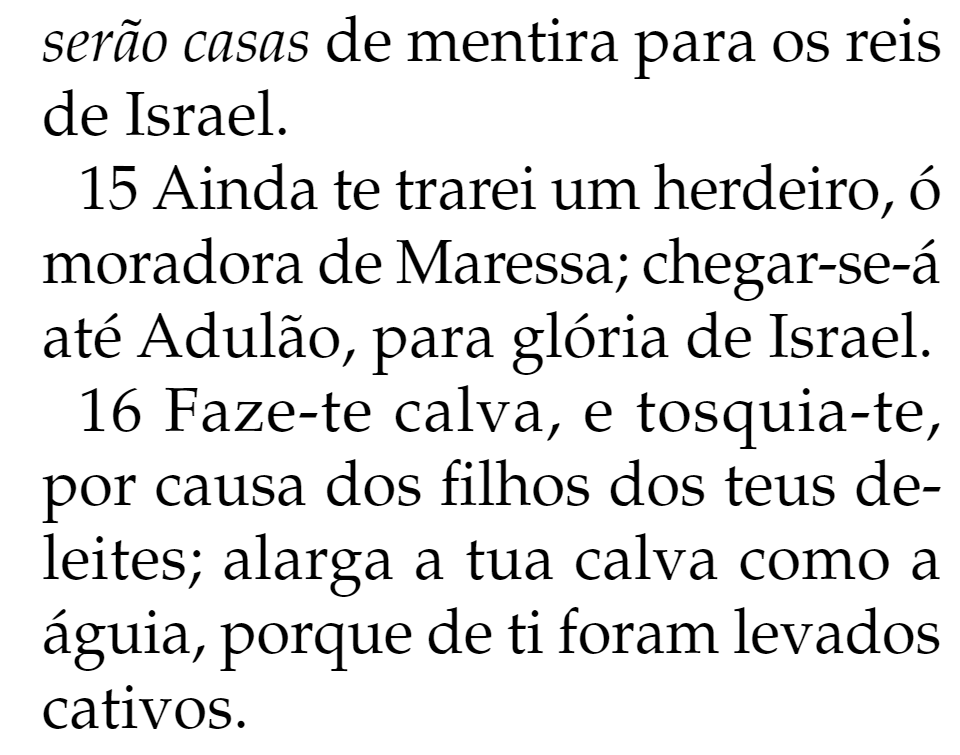 serão casas de mentira para os reis
de Israel.
15 Ainda te trarei um herdeiro, ó
moradora de Maressa; chegar-se-á
até Adulão, para glória de Israel.
16 Faze-te calva, e tosquia-te,
por causa dos filhos dos teus de-
leites; alarga a tua calva como a
águia, porque de ti foram levados
cativos.